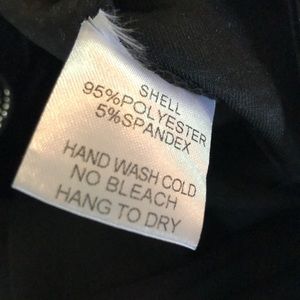 SHELL
95%POLYESTER
5%SPANDEX
HAND WASH COLD
NO BLEACH
HANG TO DRY